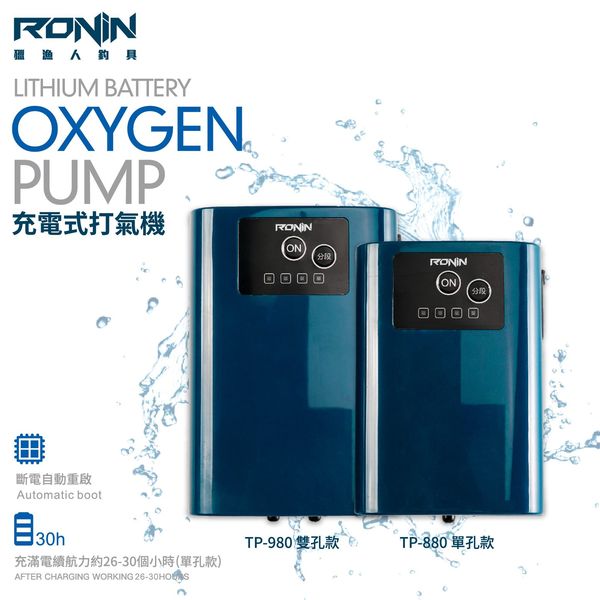 RONIN
獵漁人釣具
LITHIUM BATTERY
OXYGEN
PUMP
充電式打氣機
RONIN
ON
分段
RONIN
ON
分段
斷電自動重啟
Automatic boot
30h
TP-980 雙孔款
TP-880 單孔款
充滿電續航力約26-30個小時(單孔款)
AFTER CHARGING WORKING 26-30HOURS